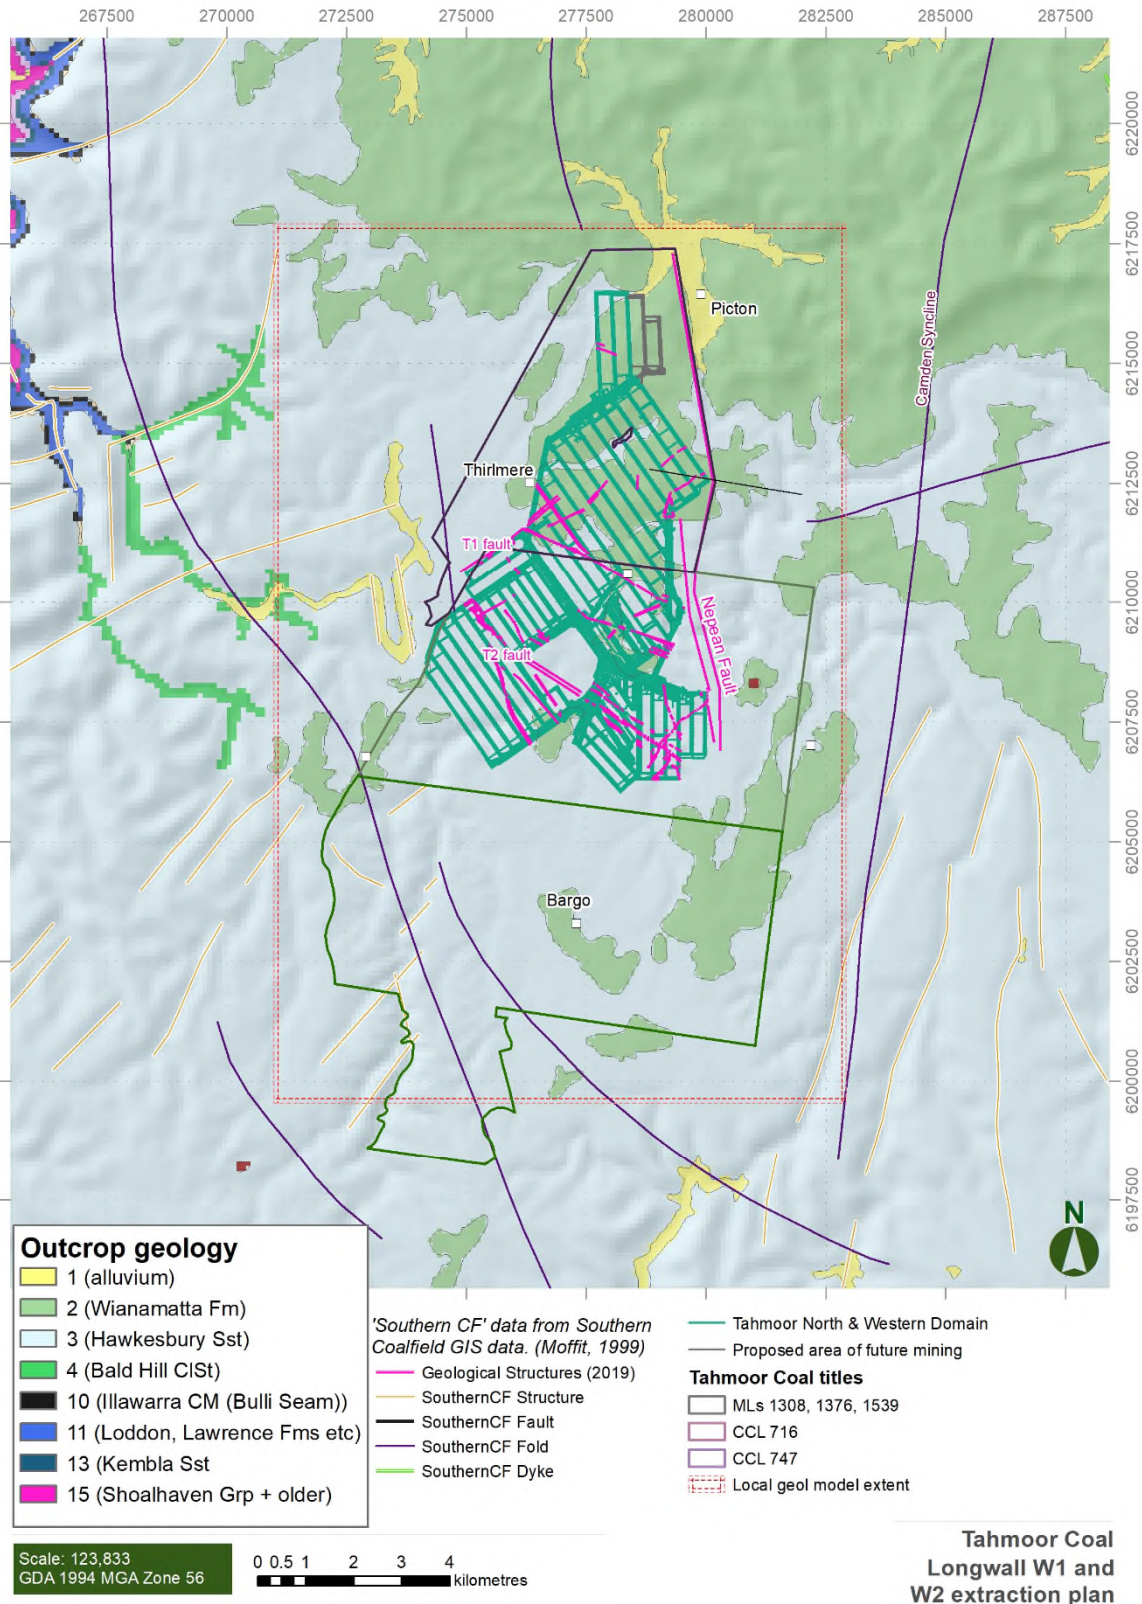 267500 270000 272500 275000 277500 280000 282500 285000 287500
6220000
6217500
6215000
6212500
6210000
6207500
6205000
6202500
6200000
6197500
Picton
Camden Syncline
Thirlmere
T1 fault
Nepean Fault
T2 fault
Bargo
N
Outcrop geology
1 (alluvium)
2 (Wianamatta Fm)
3 (Hawkesbury Sst)
4 (Bald Hill ClSt)
10 (Illawarra CM (Bulli Seam))
11 (Loddon, Lawrence Fms etc)
13 (Kembla Sst
15 (Shoalhaven Grp + older)
'Southern CF' data from Southern
Coalfield GIS data. (Moffit, 1999)
Geological Structures (2019)
SouthernCF Structure
SouthernCF Fault
SouthernCF Fold
SouthernCF Dyke
Tahmoor North & Western Domain
Proposed area of future mining
Tahmoor Coal titles
MLs 1308, 1376, 1539
CCL 716
CCL 747
Local geol model extent
Scale: 123,833
GDA 1994 MGA Zone 56
0 0.5 1 2 3 4
kilometres
Tahmoor Coal
Longwall W1 and
W2 extraction plan